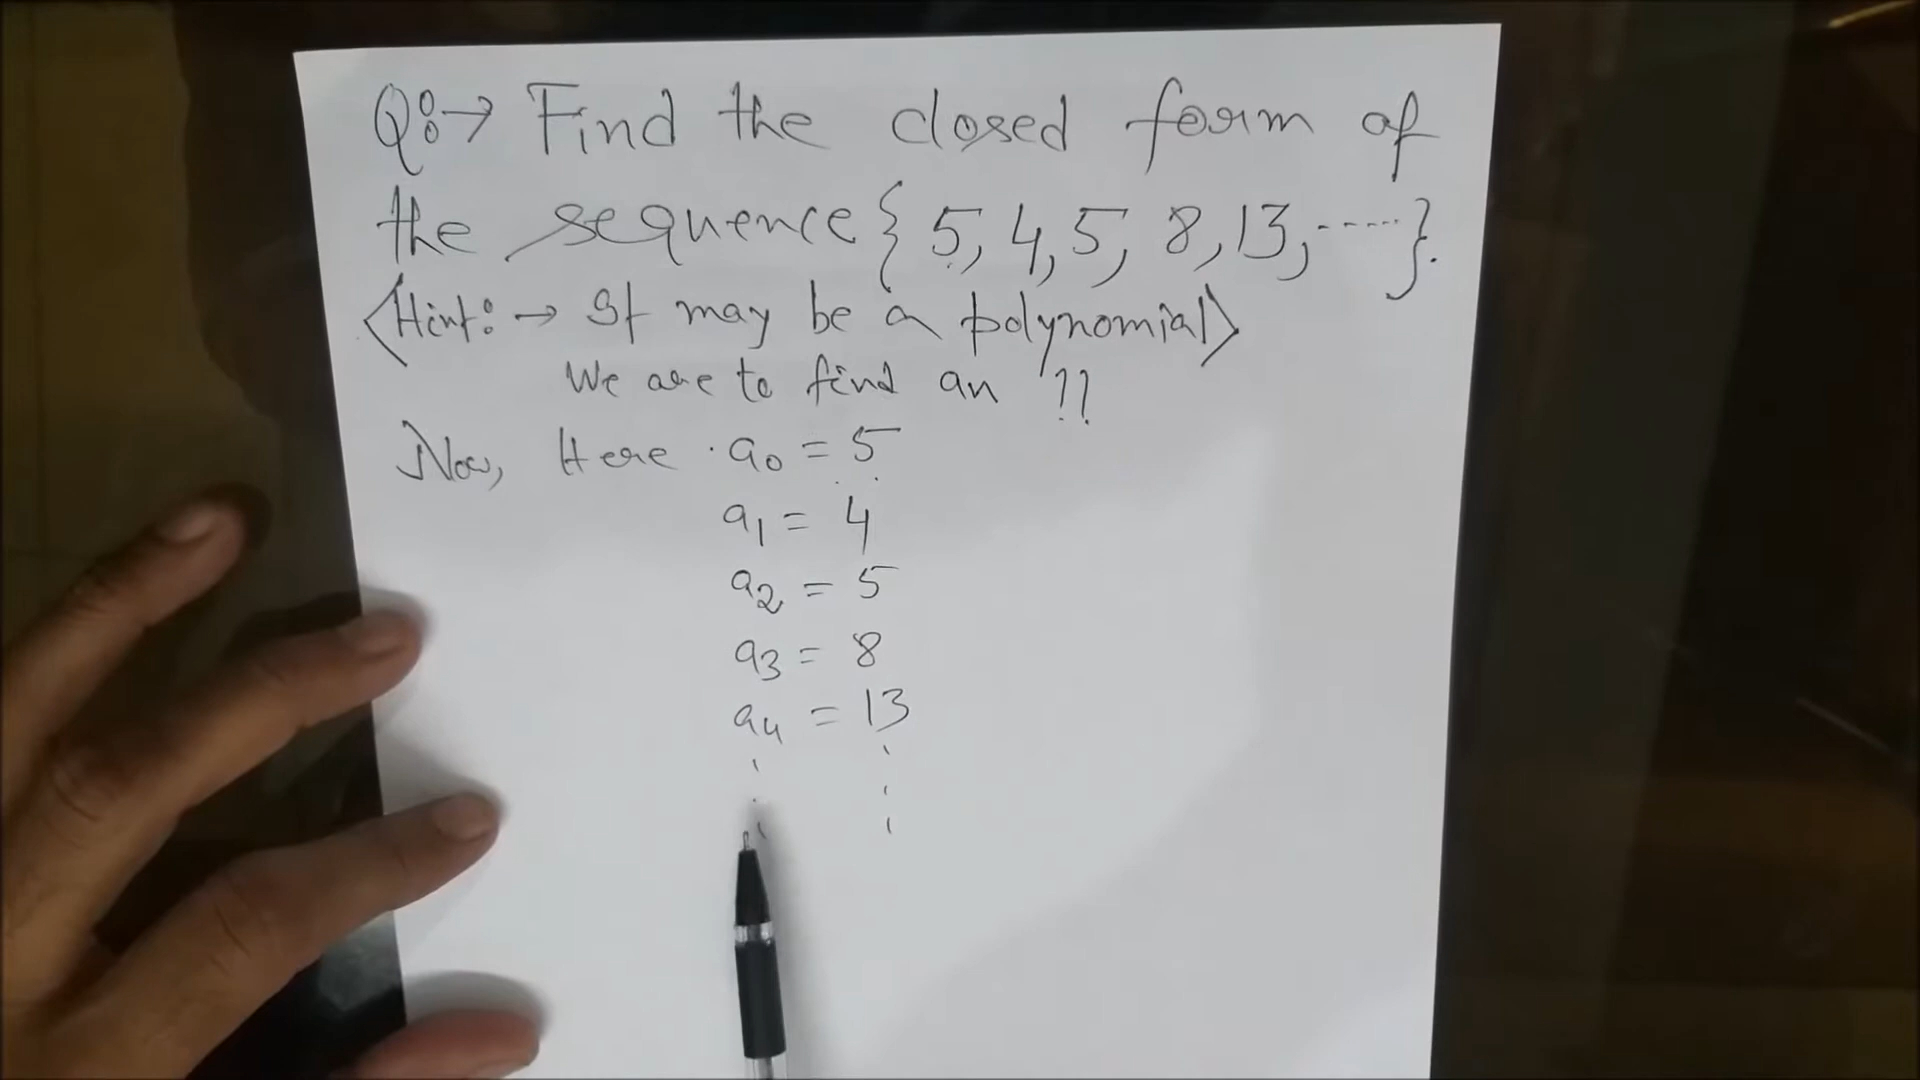 Q:→ Find the closed form of
the sequence { 5, 4, 5, 8, 13, ..... }.
<Hint:→ It may be a polynomial>
We are to find an ??
Now, Here a0 = 5
a1 = 4
a2 = 5
a3 = 8
a4 = 13